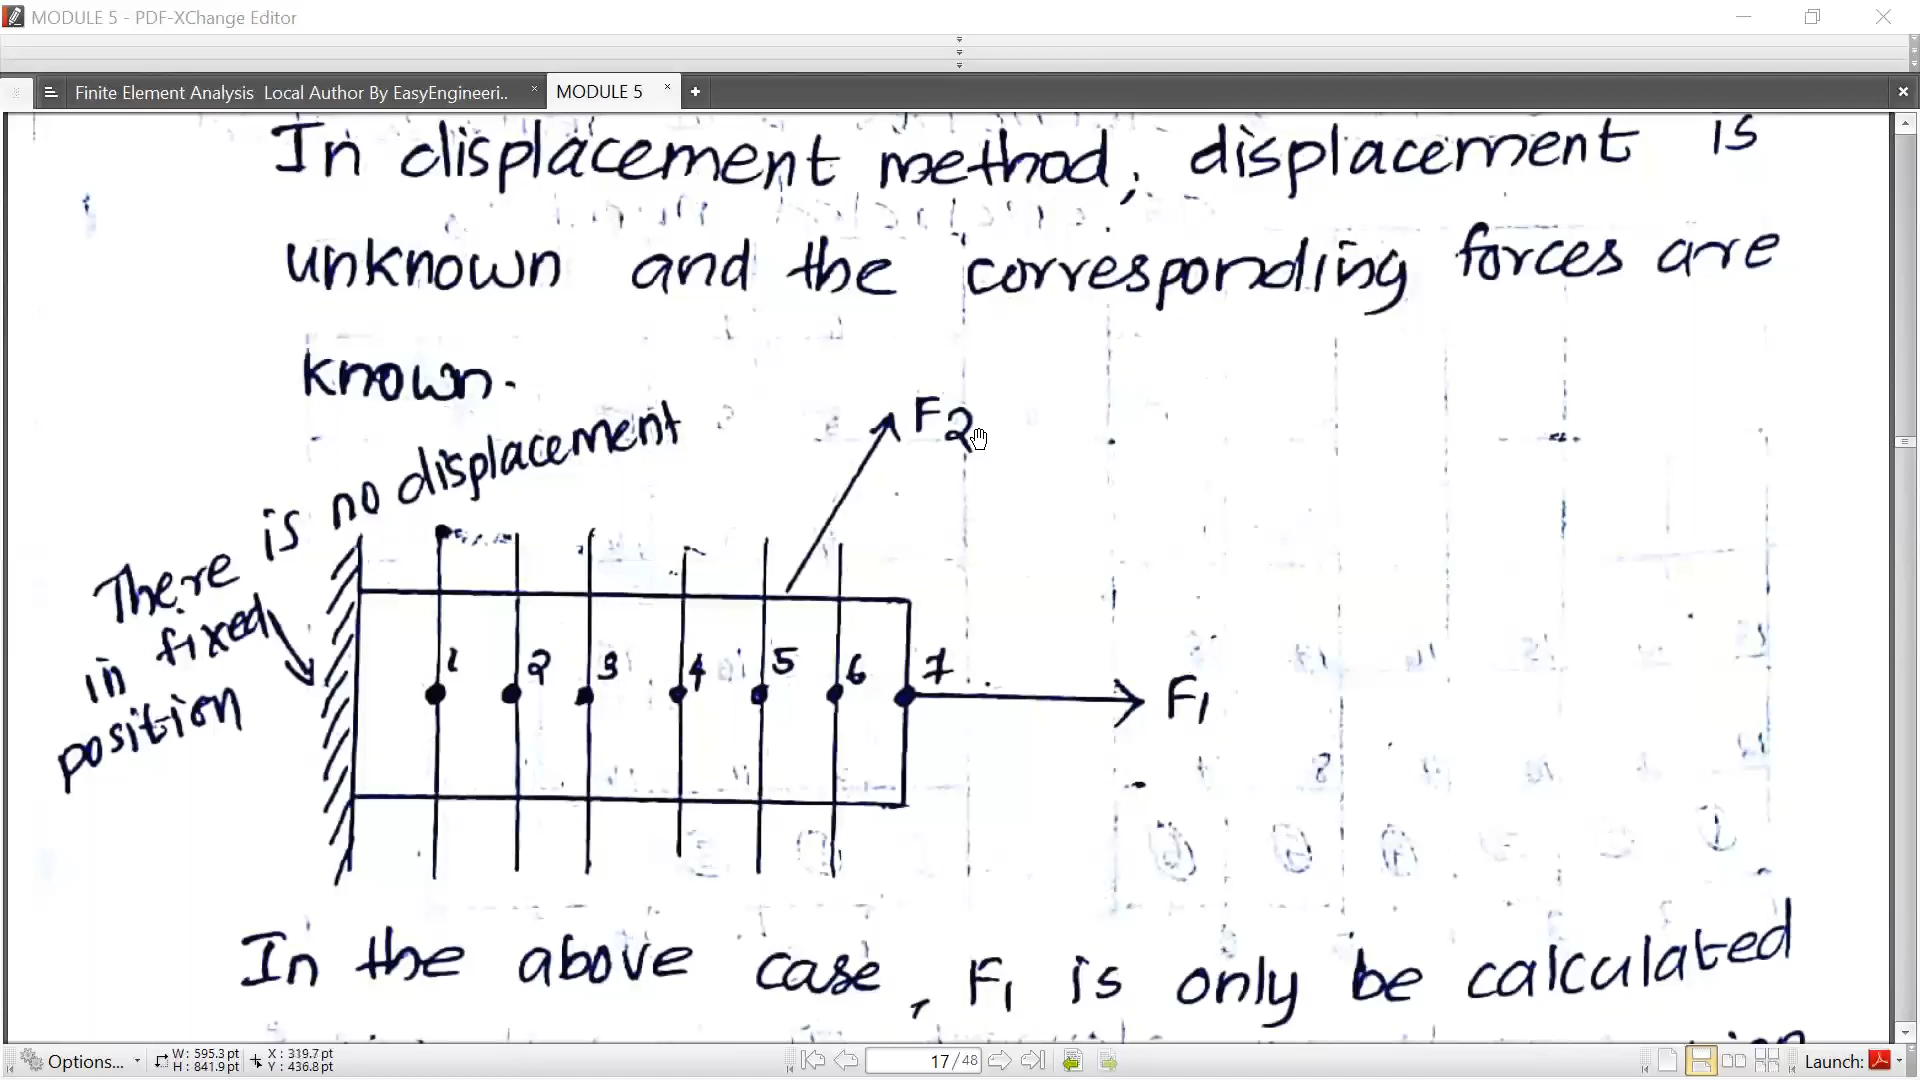 MODULE 5 - PDF-XChange Editor
Finite Element Analysis Local Author By EasyEngineeri..
MODULE 5
In displacement method, displacement is
unknown and the corresponding forces are
known.
There is no displacement
in fixed
position
F2
1 2 3 4 5 6 7
F1
In the above case, F1 is only be calculated
Options...
W: 595.3 pt
H: 841.9 pt
X: 319.7 pt
Y: 436.8 pt
17 / 48
Launch: